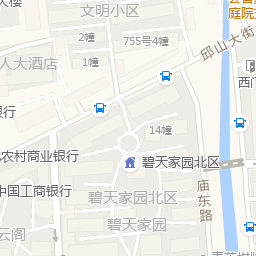 大楼
文明小区
云督
庭院
2幢
755号4幢
邱山大街
人大酒店
1幢
西门
银行
14幢
农村商业银行
碧天家园北区
中国工商银行
碧天家园北区
庙东路
碧天家园
云阁